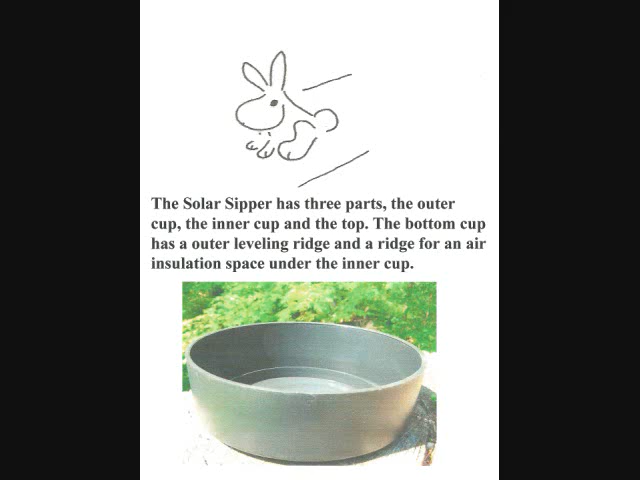 The Solar Sipper has three parts, the outer
cup, the inner cup and the top. The bottom cup
has a outer leveling ridge and a ridge for an air
insulation space under the inner cup.